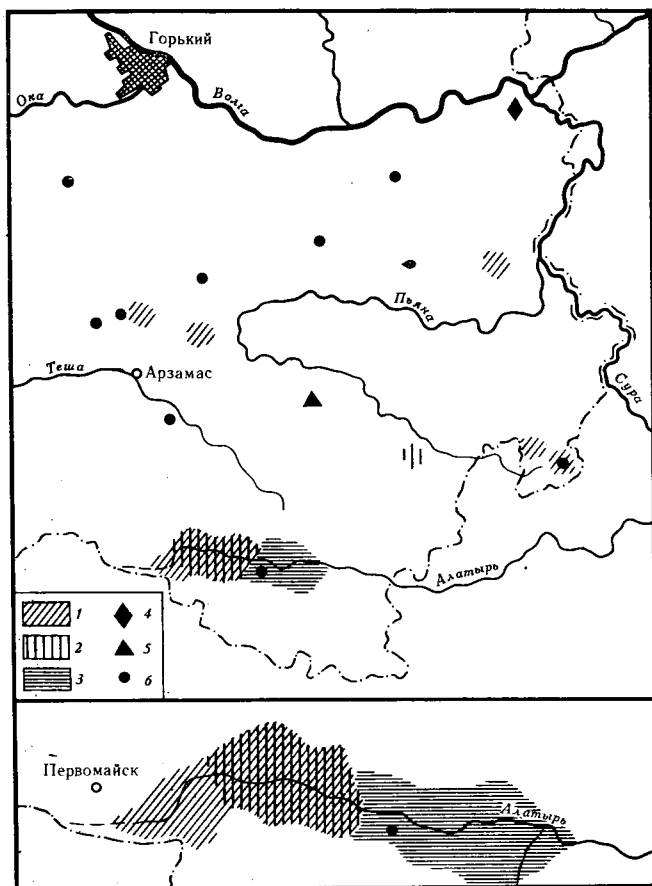 Горький
Ока
Волга
Пьяна
Теша
Арзамас
Сура
Алатырь
1 4
2 5
3 6
Первомайск
Алатырь